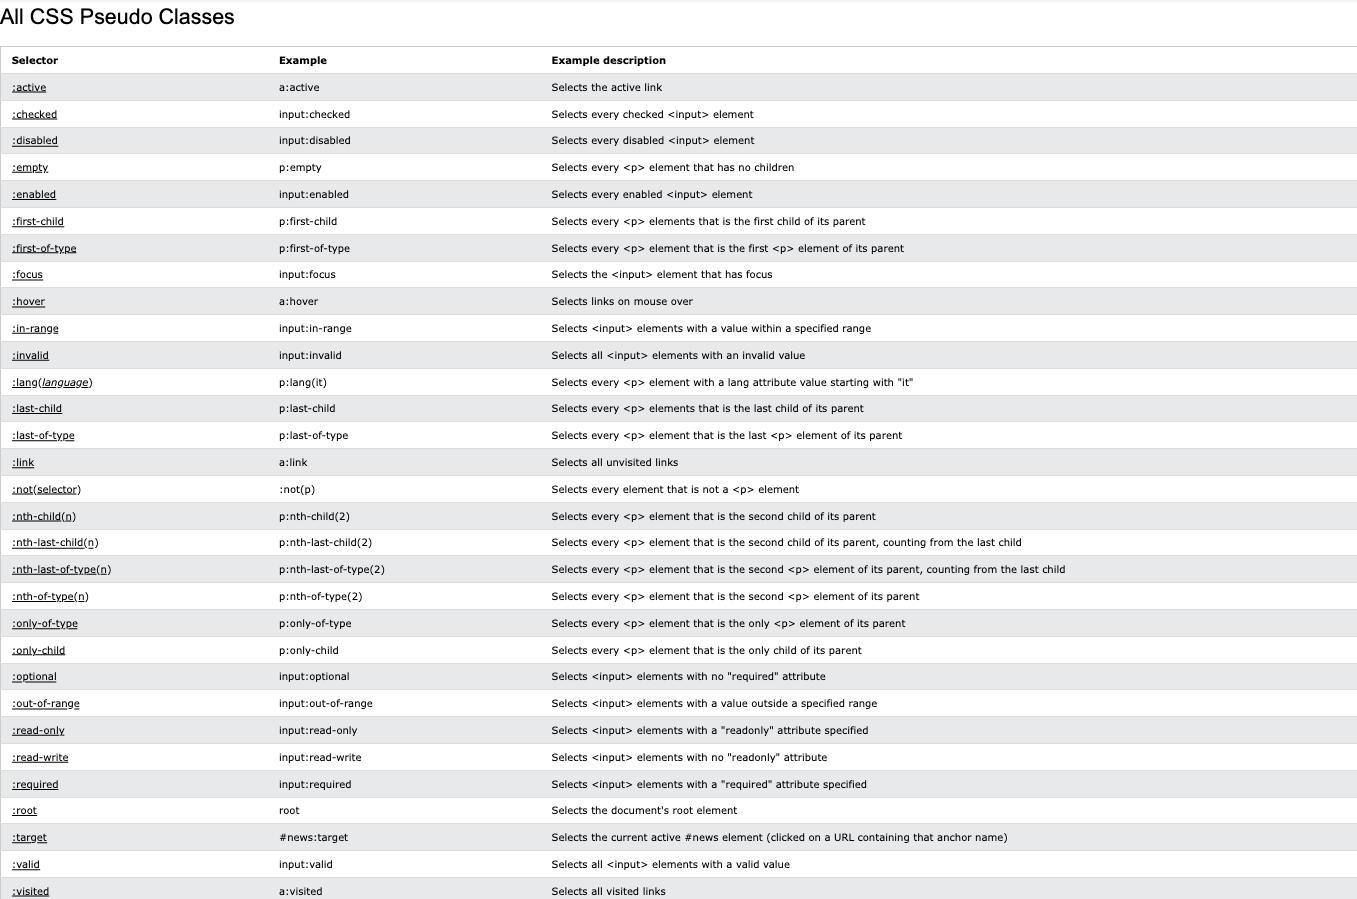 All CSS Pseudo Classes
Selector Example Example description
:active a:active Selects the active link
:checked input:checked Selects every checked <input> element
:disabled input:disabled Selects every disabled <input> element
:empty p:empty Selects every <p> element that has no children
:enabled input:enabled Selects every enabled <input> element
:first-child p:first-child Selects every <p> elements that is the first child of its parent
:first-of-type p:first-of-type Selects every <p> element that is the first <p> element of its parent
:focus input:focus Selects the <input> element that has focus
:hover a:hover Selects links on mouse over
:in-range input:in-range Selects <input> elements with a value within a specified range
:invalid input:invalid Selects all <input> elements with an invalid value
:lang(language) p:lang(it) Selects every <p> element with a lang attribute value starting with "it"
:last-child p:last-child Selects every <p> elements that is the last child of its parent
:last-of-type p:last-of-type Selects every <p> element that is the last <p> element of its parent
:link a:link Selects all unvisited links
:not(selector) :not(p) Selects every element that is not a <p> element
:nth-child(n) p:nth-child(2) Selects every <p> element that is the second child of its parent
:nth-last-child(n) p:nth-last-child(2) Selects every <p> element that is the second child of its parent, counting from the last child
:nth-last-of-type(n) p:nth-last-of-type(2) Selects every <p> element that is the second <p> element of its parent, counting from the last child
:nth-of-type(n) p:nth-of-type(2) Selects every <p> element that is the second <p> element of its parent
:only-of-type p:only-of-type Selects every <p> element that is the only <p> element of its parent
:only-child p:only-child Selects every <p> element that is the only child of its parent
:optional input:optional Selects <input> elements with no "required" attribute
:out-of-range input:out-of-range Selects <input> elements with a value outside a specified range
:read-only input:read-only Selects <input> elements with a "readonly" attribute specified
:read-write input:read-write Selects <input> elements with no "readonly" attribute
:required input:required Selects <input> elements with a "required" attribute specified
:root root Selects the document's root element
:target #news:target Selects the current active #news element (clicked on a URL containing that anchor name)
:valid input:valid Selects all <input> elements with a valid value
:visited a:visited Selects all visited links